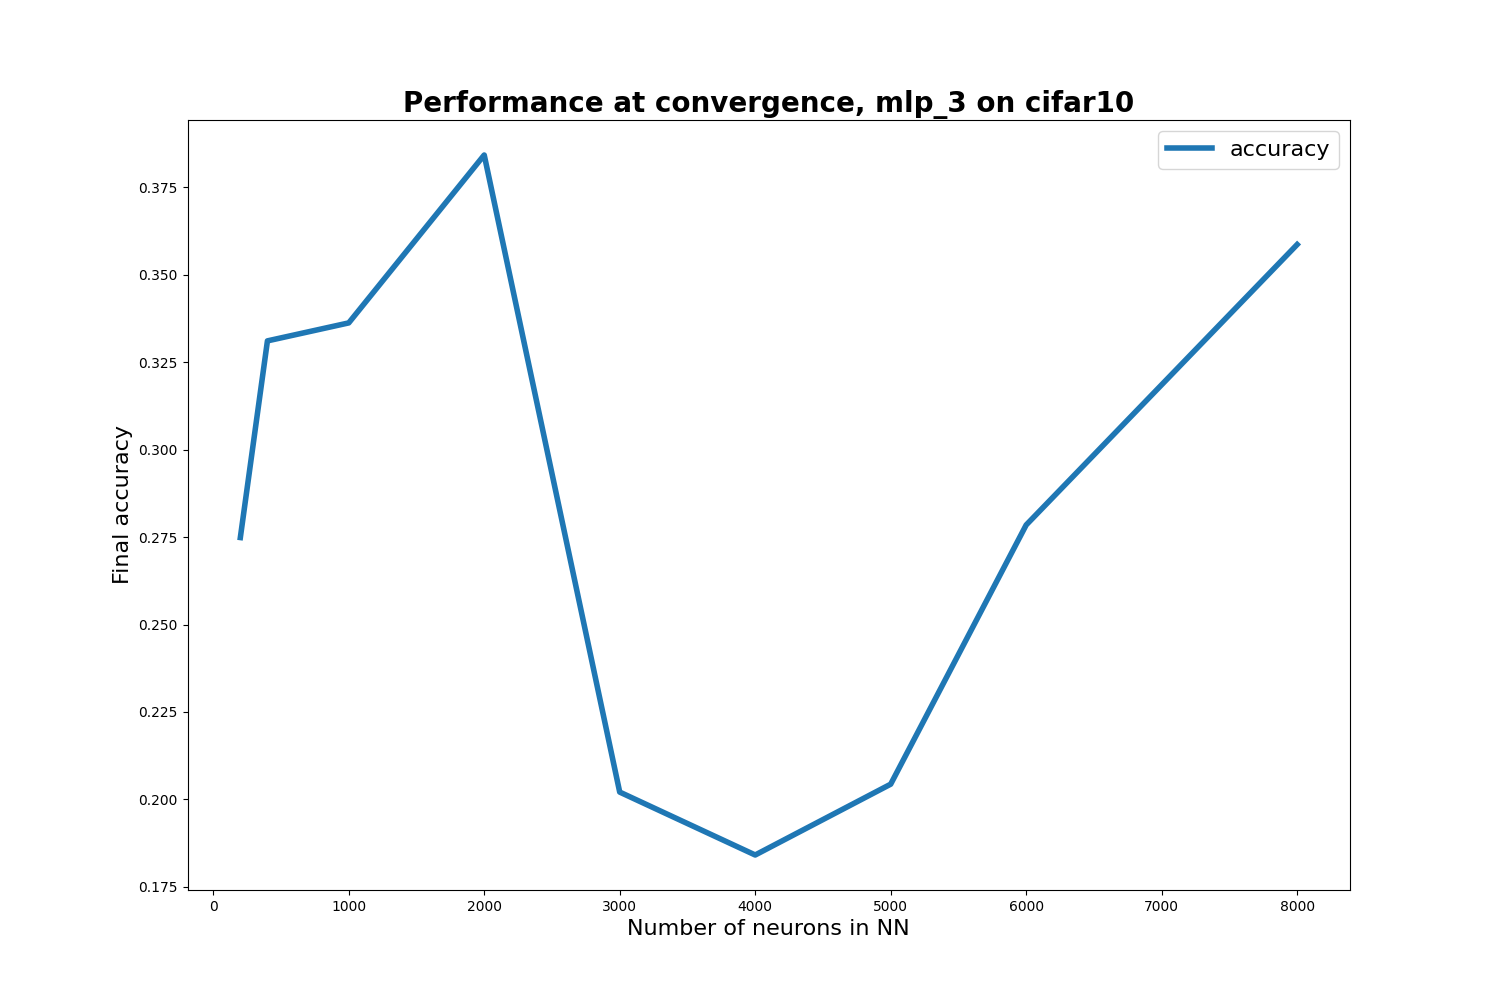 Performance at convergence, mlp_3 on cifar10
accuracy
0.375
0.350
0.325
0.300
0.275
0.250
0.225
0.200
0.175
Final accuracy
0 1000 2000 3000 4000 5000 6000 7000 8000
Number of neurons in NN